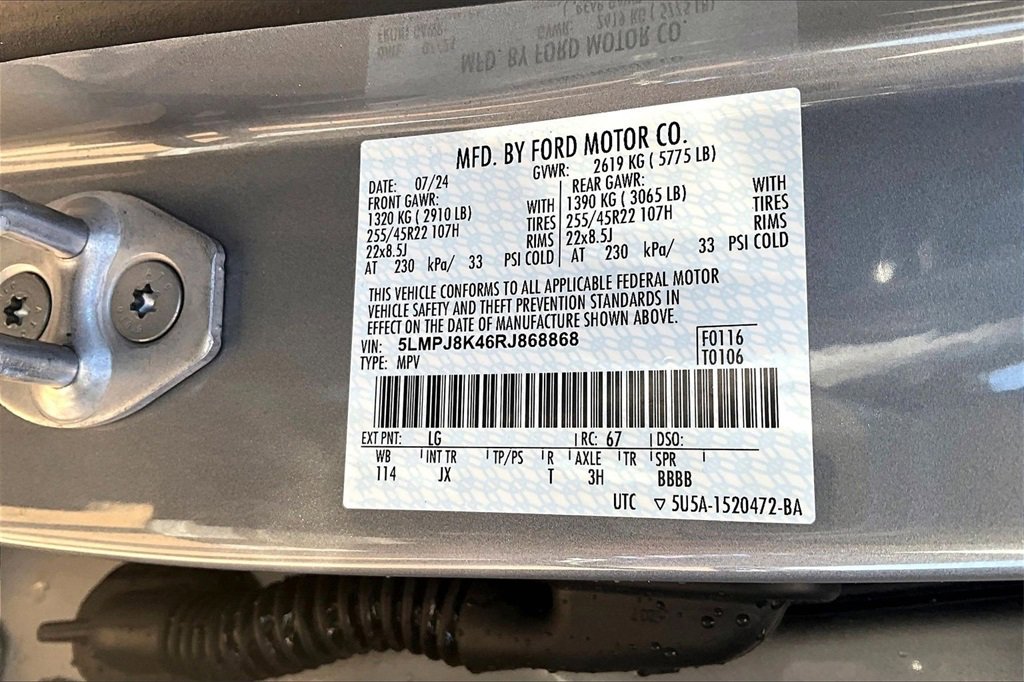 MFD. BY FORD MOTOR CO.
DATE: 07/24 GVWR: 2619 KG ( 5775 LB)
FRONT GAWR: REAR GAWR:
1320 KG ( 2910 LB) WITH 1390 KG ( 3065 LB) WITH
255/45R22 107H TIRES 255/45R22 107H TIRES
22x8.5J RIMS 22x8.5J RIMS
AT 230 kPa/ 33 PSI COLD AT 230 kPa/ 33 PSI COLD
THIS VEHICLE CONFORMS TO ALL APPLICABLE FEDERAL MOTOR
VEHICLE SAFETY AND THEFT PREVENTION STANDARDS IN
EFFECT ON THE DATE OF MANUFACTURE SHOWN ABOVE.
VIN: 5LMPJ8K46RJ868868 F0116
TYPE: MPV T0106
EXT PNT: LG RC: 67 DSO:
WB INT TR TP/PS R AXLE TR SPR
114 JX T 3H BBBB
UTC ▽ 5U5A-1520472-BA